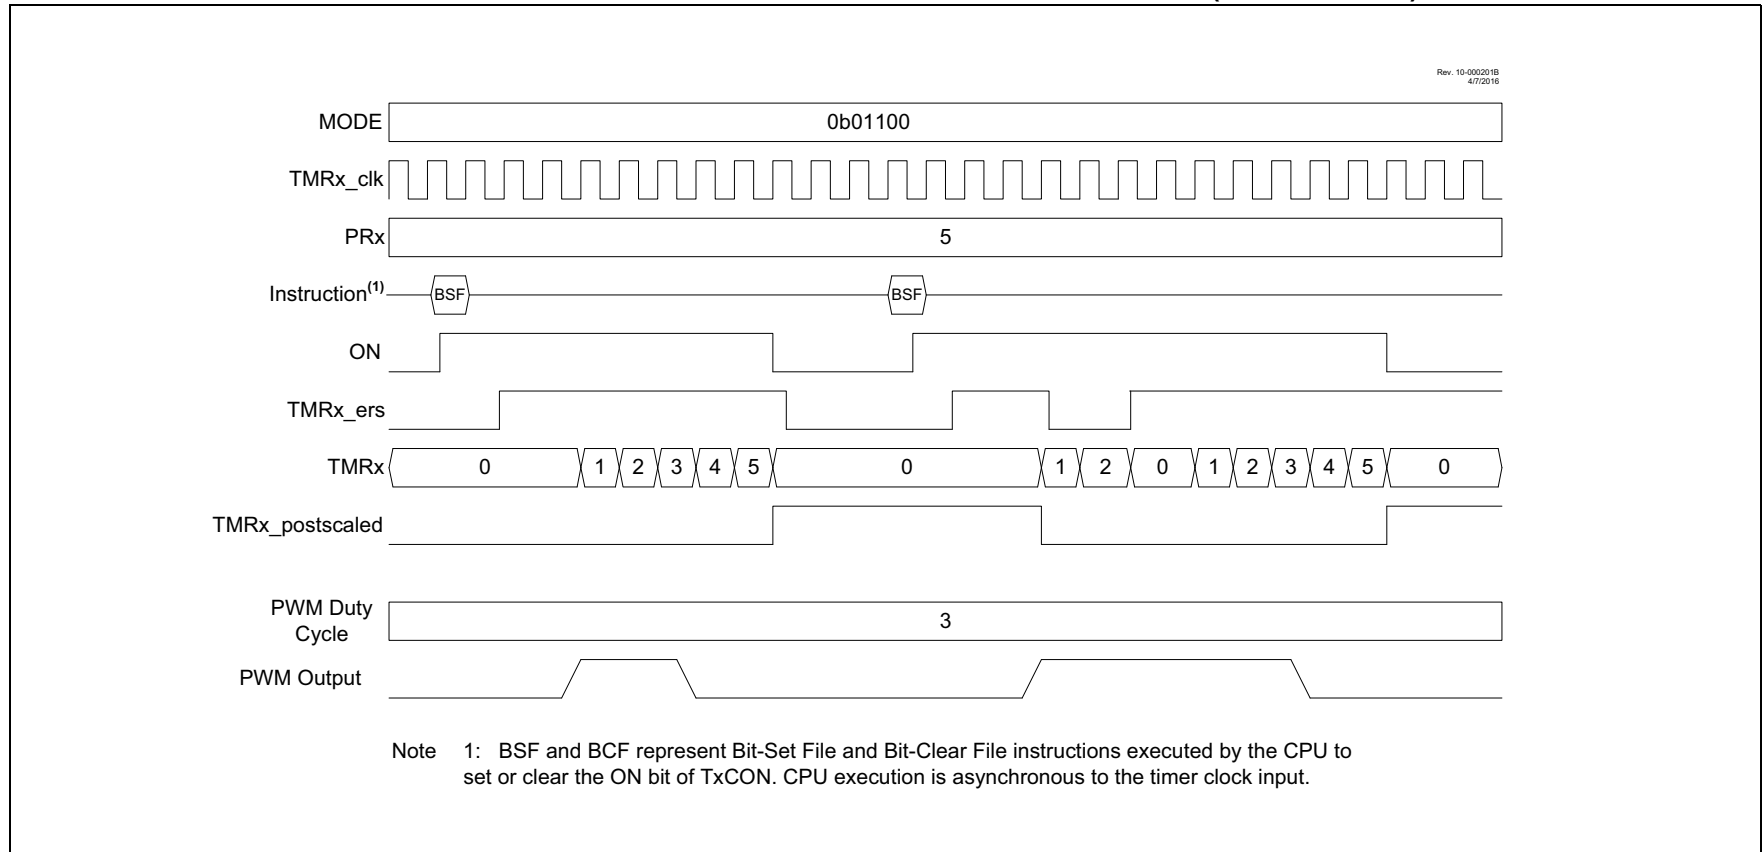 Rev. 10-000201B
4/7/2016
MODE 0b01100
TMRx_clk
PRx 5
Instruction(1) BSF BSF
ON
TMRx_ers
TMRx 0 1 2 3 4 5 0 1 2 0 1 2 3 4 5 0
TMRx_postscaled
PWM Duty
Cycle 3
PWM Output
Note 1: BSF and BCF represent Bit-Set File and Bit-Clear File instructions executed by the CPU to
set or clear the ON bit of TxCON. CPU execution is asynchronous to the timer clock input.